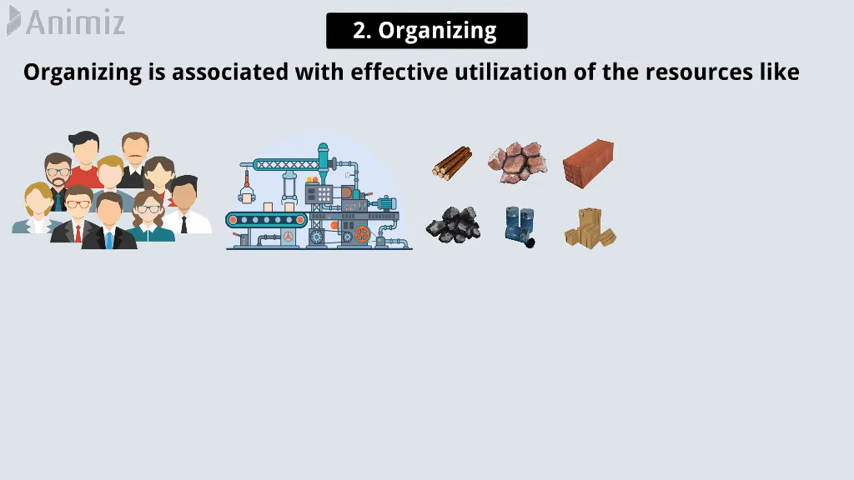 Animiz
2. Organizing
Organizing is associated with effective utilization of the resources like